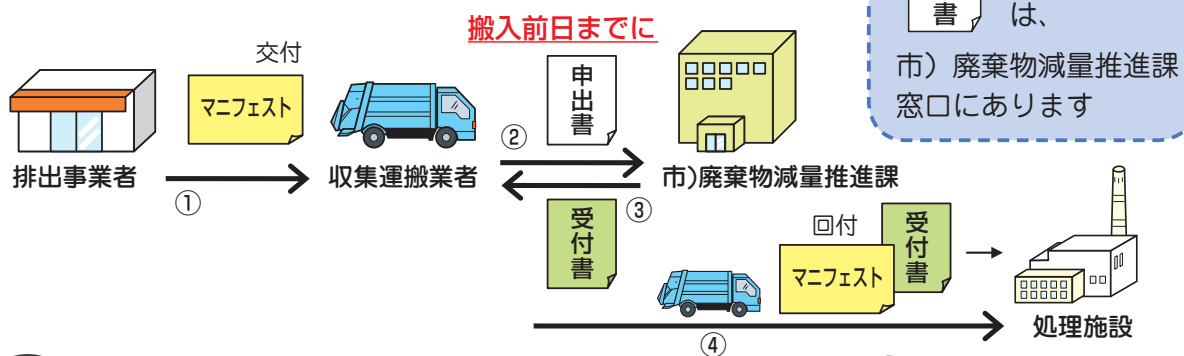 搬入前日までに
書 は、
市）廃棄物減量推進課
窓口にあります
交付
マニフェスト
申出書
排出事業者
①
収集運搬業者
②
市)廃棄物減量推進課
③
受付書
回付
マニフェスト
受付書
処理施設
④